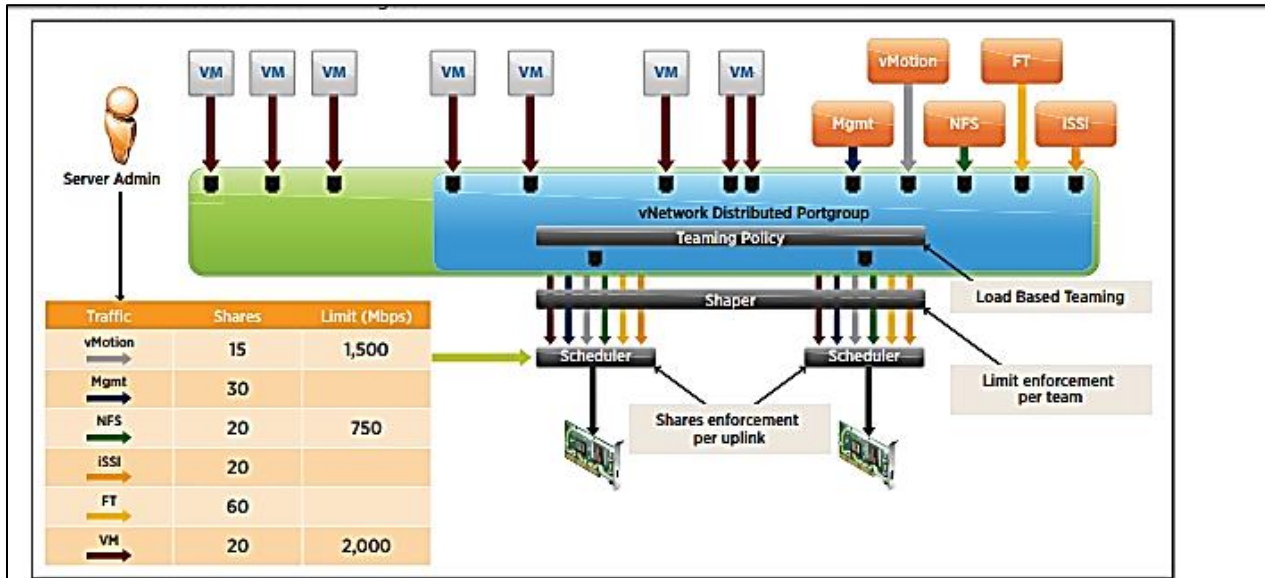 VM VM VM VM VM VM VM
vMotion FT
Mgmt NFS iSSI
Server Admin
vNetwork Distributed Portgroup
Teaming Policy
Load Based Teaming
Shaper
Traffic Shares Limit (Mbps)
vMotion 15 1,500
Mgmt 30
NFS 20 750
iSSI 20
FT 60
VM 20 2,000
Scheduler Scheduler
Limit enforcement
per team
Shares enforcement
per uplink